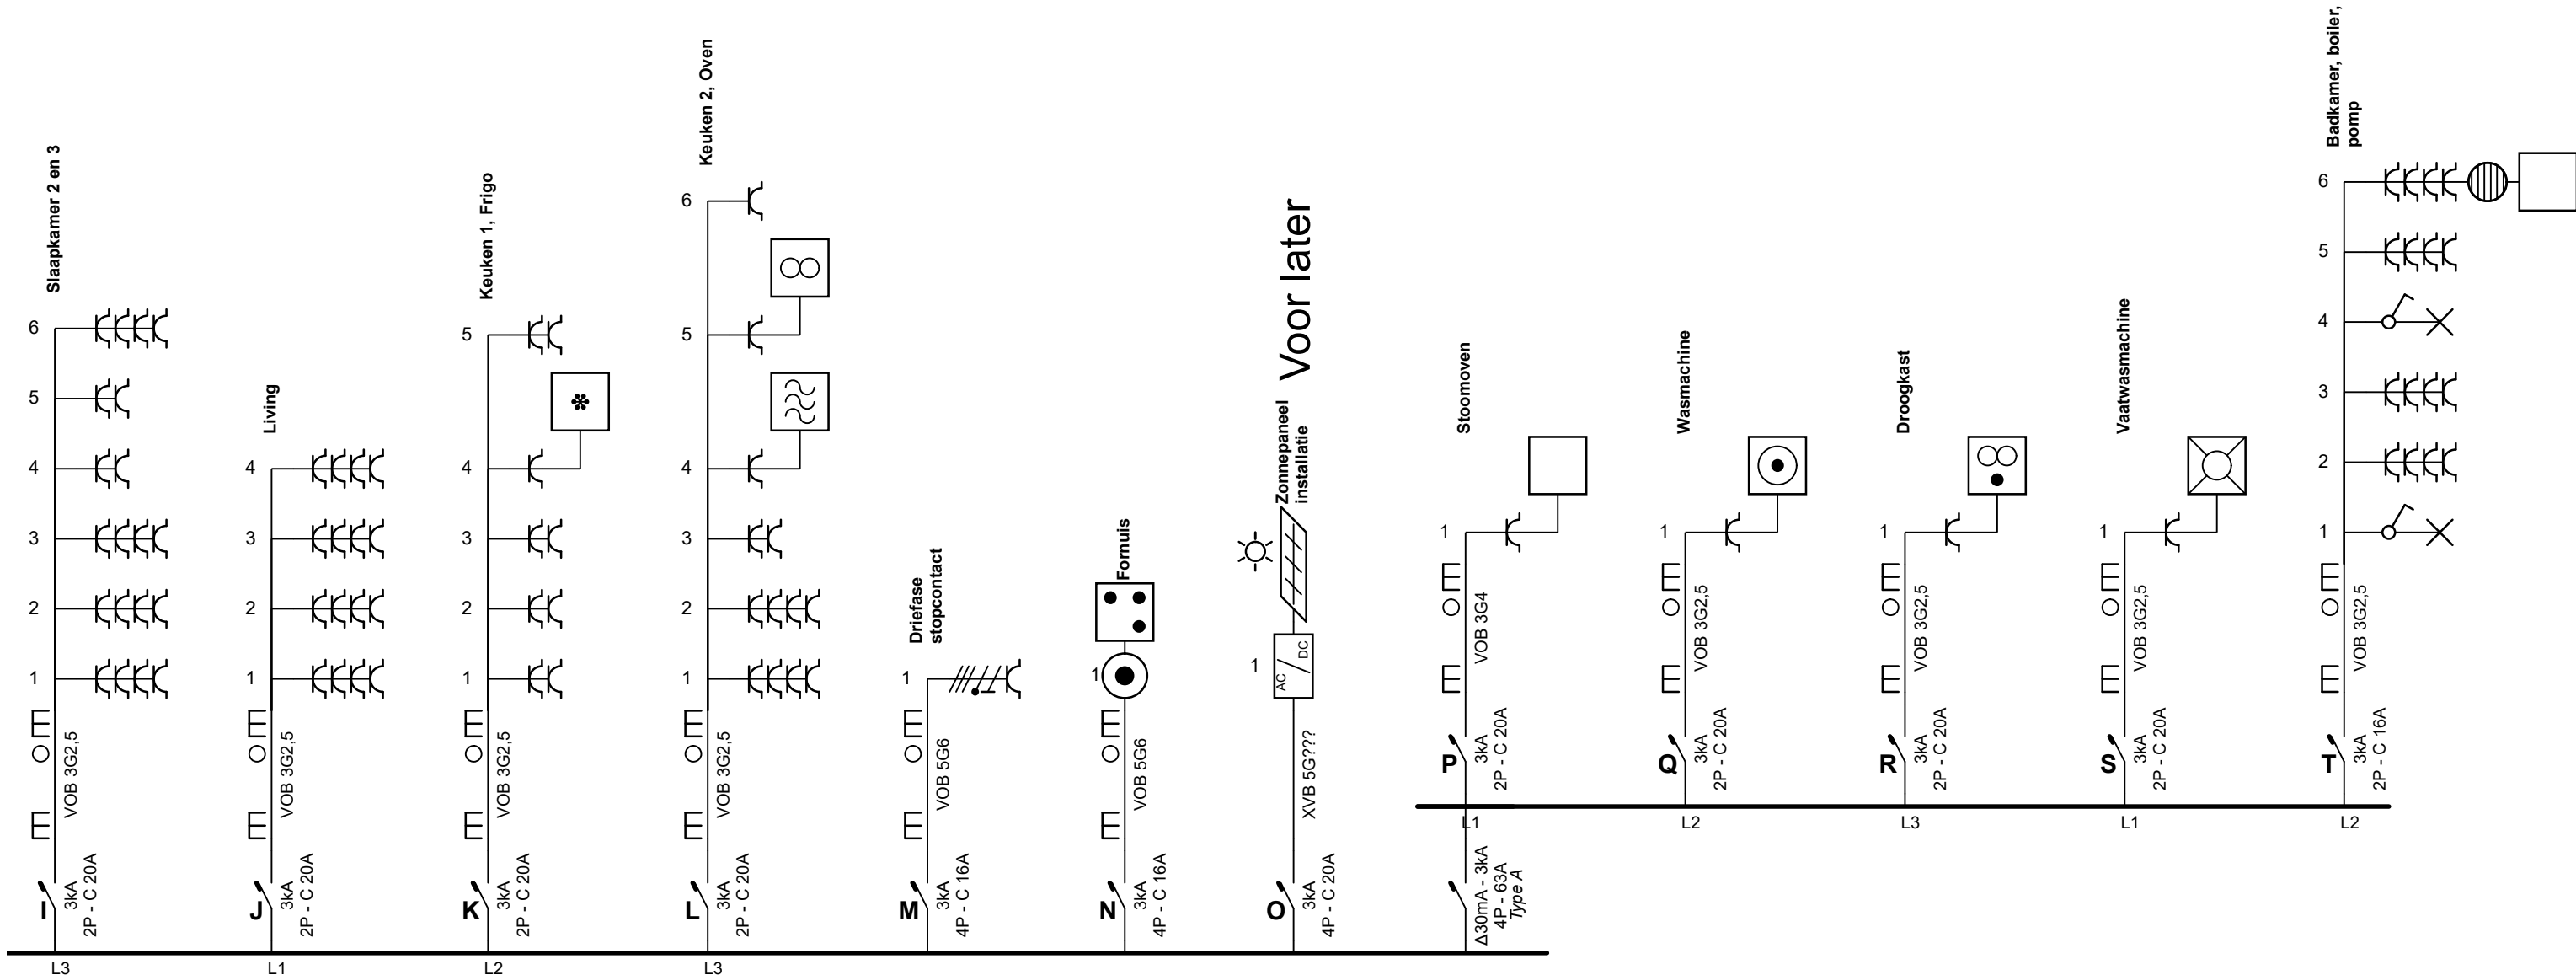 Slaapkamer 2 en 3
6
5
4
3
2
1
VOB 3G2,5
I
3kA
2P - C 20A
L3
Living
4
3
2
1
VOB 3G2,5
J
3kA
2P - C 20A
L1
Keuken 1, Frigo
5
4
3
2
1
VOB 3G2,5
K
3kA
2P - C 20A
L2
Keuken 2, Oven
6
5
4
3
2
1
VOB 3G2,5
L
3kA
2P - C 20A
L3
Driefase
stopcontact
1
VOB 5G6
M
3kA
4P - C 16A
Fornuis
1
VOB 5G6
N
3kA
4P - C 16A
Voor later
Zonnepaneel
installatie
1
AC
DC
XVB 5G???
O
3kA
4P - C 20A
Δ30mA - 3kA
4P - 63A
Type A
Stoomoven
1
VOB 3G4
P
3kA
2P - C 20A
L1
Wasmachine
1
VOB 3G2,5
Q
3kA
2P - C 20A
L2
Droogkast
1
VOB 3G2,5
R
3kA
2P - C 20A
L3
Vaatwasmachine
1
VOB 3G2,5
S
3kA
2P - C 20A
L1
Badkamer, boiler,
pomp
6
5
4
3
2
1
VOB 3G2,5
T
3kA
2P - C 16A
L2